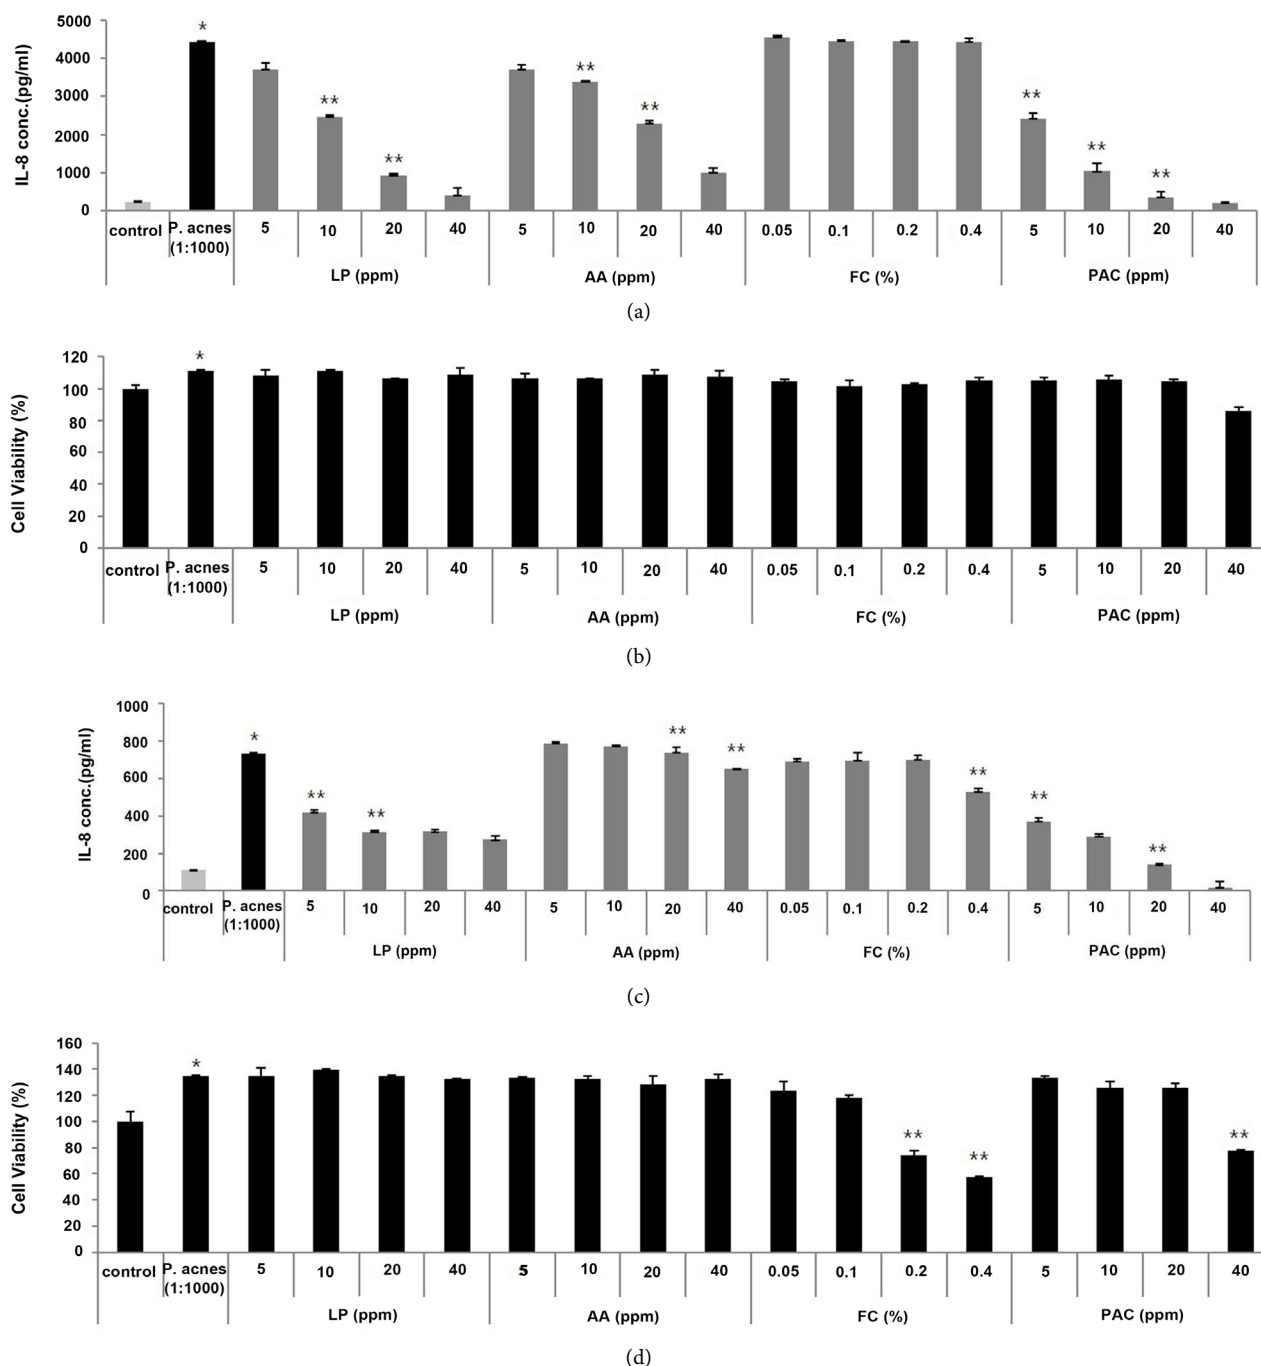 5000
4000
3000
2000
1000
0
IL-8 conc.(pg/ml)
*
**
**
**
**
**
**
**
control
P. acnes
(1:1000)
5 10 20 40 5 10 20 40 0.05 0.1 0.2 0.4 5 10 20 40
LP (ppm) AA (ppm) FC (%) PAC (ppm)
(a)
120
100
80
60
40
20
0
Cell Viability (%)
*
control
P. acnes
(1:1000)
5 10 20 40 5 10 20 40 0.05 0.1 0.2 0.4 5 10 20 40
LP (ppm) AA (ppm) FC (%) PAC (ppm)
(b)
1000
800
600
400
200
0
IL-8 conc.(pg/ml)
*
**
**
**
**
**
**
**
control
P. acnes
(1:1000)
5 10 20 40 5 10 20 40 0.05 0.1 0.2 0.4 5 10 20 40
LP (ppm) AA (ppm) FC (%) PAC (ppm)
(c)
160
140
120
100
80
60
40
20
0
Cell Viability (%)
*
**
**
**
control
P. acnes
(1:1000)
5 10 20 40 5 10 20 40 0.05 0.1 0.2 0.4 5 10 20 40
LP (ppm) AA (ppm) FC (%) PAC (ppm)
(d)